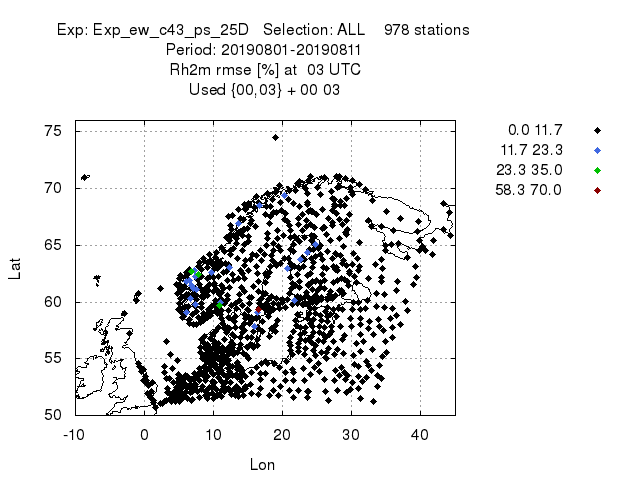 Exp: Exp_ew_c43_ps_25D Selection: ALL 978 stations
Period: 20190801-20190811
Rh2m rmse [%] at 03 UTC
Used {00,03} + 00 03
0.0 11.7
11.7 23.3
23.3 35.0
58.3 70.0
75
70
65
60
55
50
Lat
-10 0 10 20 30 40
Lon